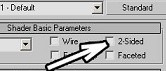 1 - Default Standard
Shader Basic Parameters
Wire 2-Sided
Faceted